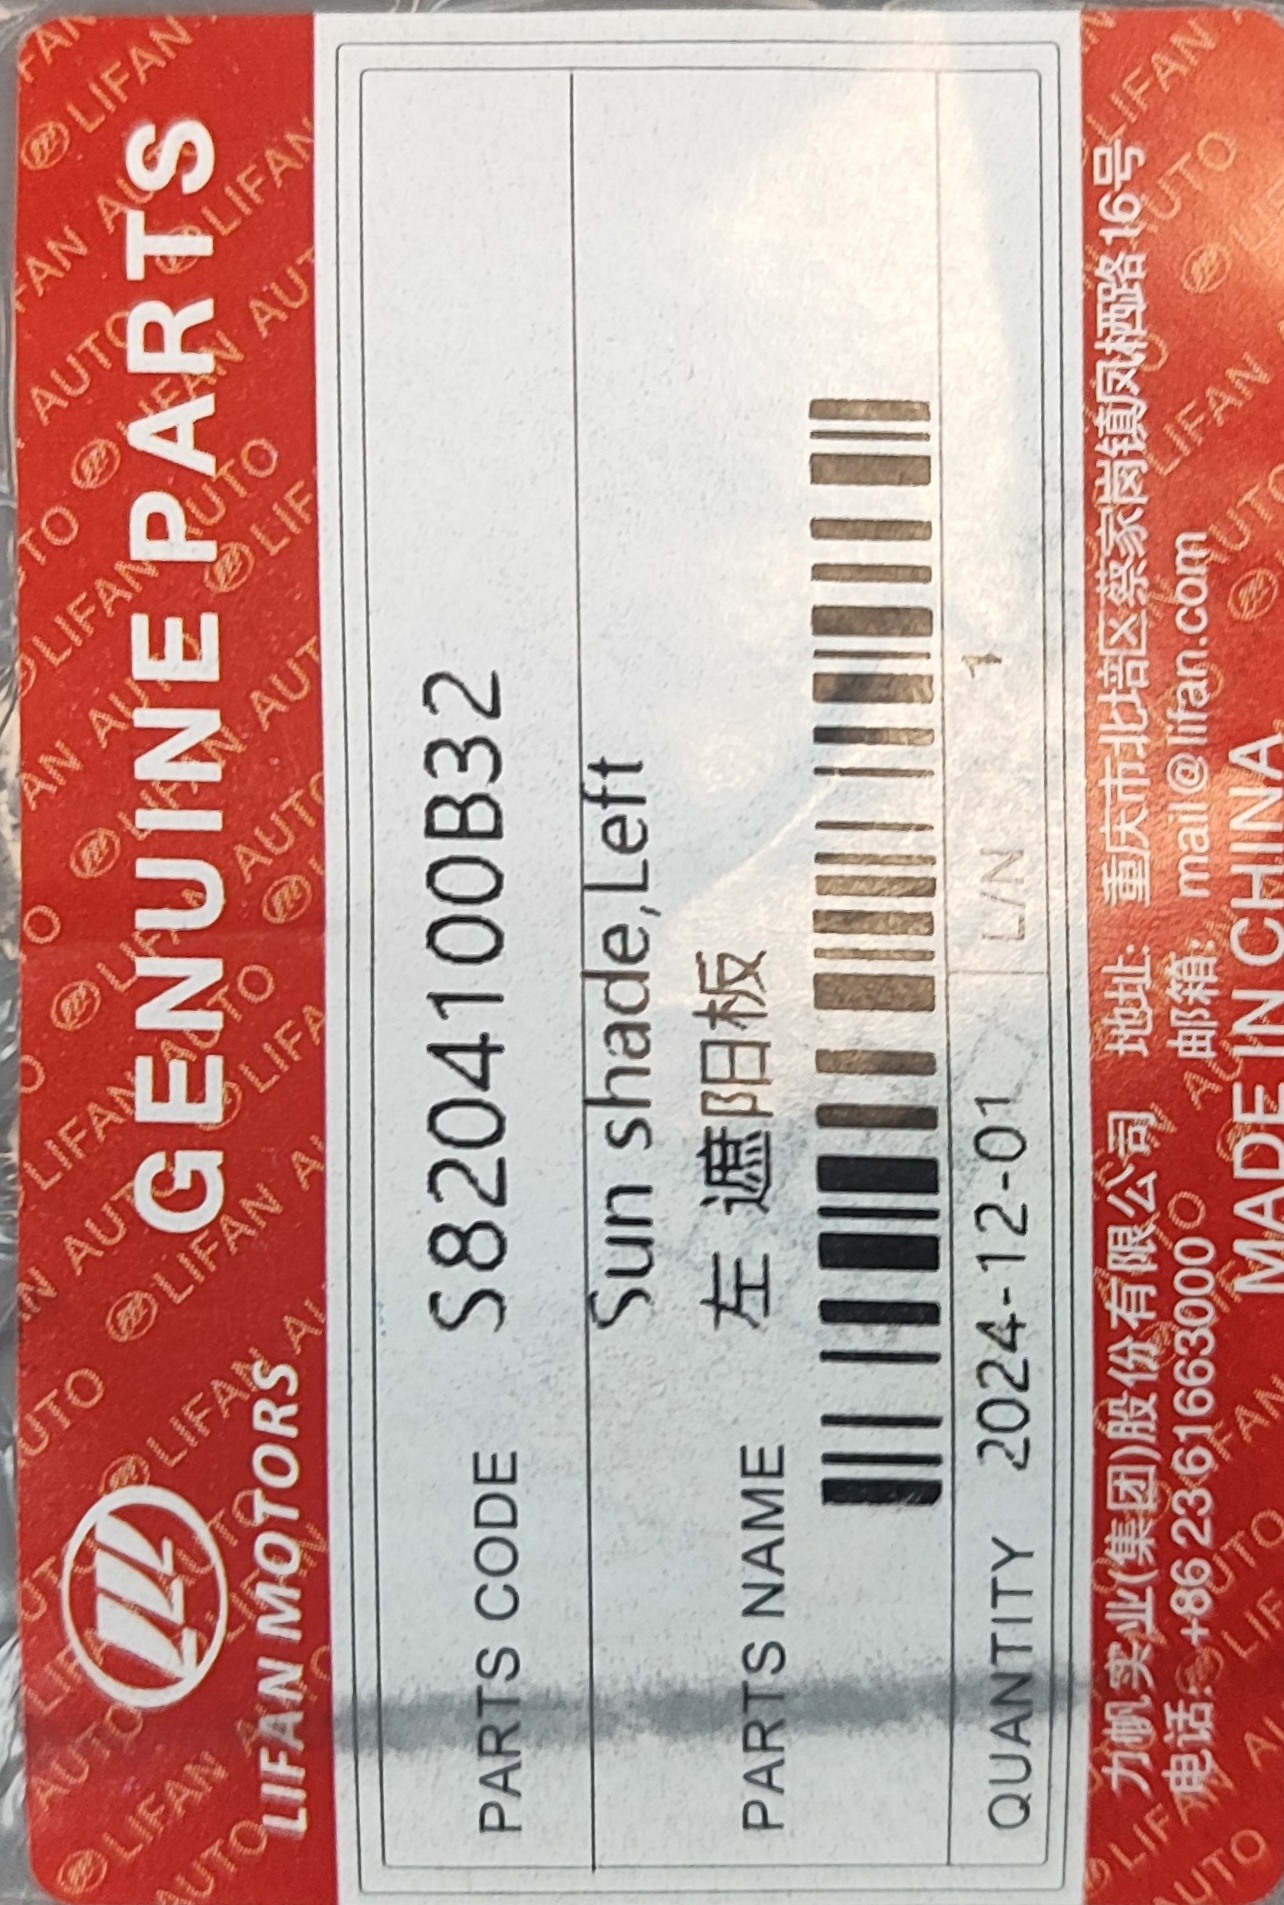 LIFAN MOTORS
GENUINE PARTS
PARTS CODE S8204100B32
Sun shade,Left
PARTS NAME 左 遮阳板
QUANTITY 2024-12-01 L/N 1
力帆实业(集团)股份有限公司 地址: 重庆市北培区蔡家岗镇凤栖路16号
电话: +86 23 61663000 邮箱: mail@lifan.com
MADE IN CHINA